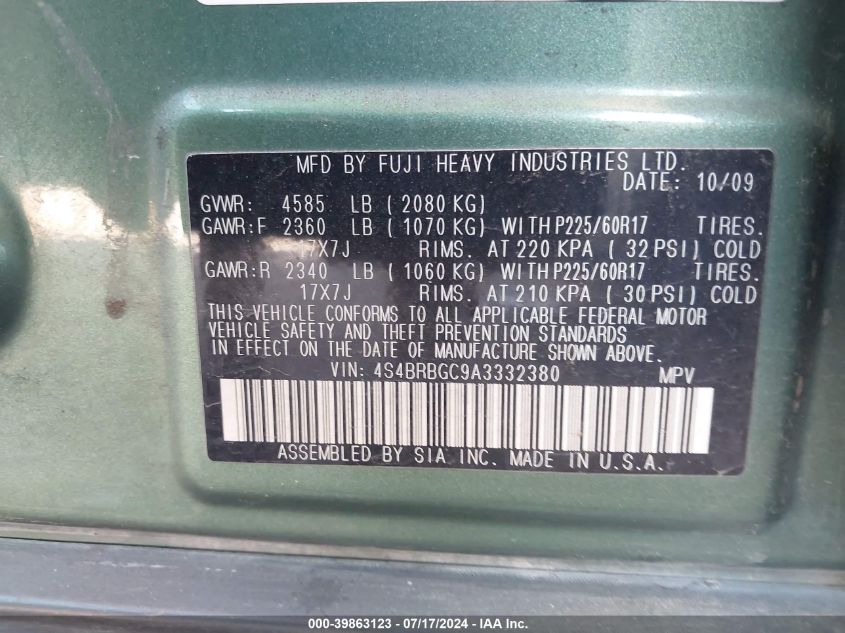 MFD BY FUJI HEAVY INDUSTRIES LTD.
DATE: 10/09
GVWR: 4585 LB (2080 KG)
GAWR:F 2360 LB (1070 KG) WITH P225/60R17 TIRES.
17X7J RIMS. AT 220 KPA (32 PSI) COLD
GAWR:R 2340 LB (1060 KG) WITH P225/60R17 TIRES.
17X7J RIMS. AT 210 KPA (30 PSI) COLD
THIS VEHICLE CONFORMS TO ALL APPLICABLE FEDERAL MOTOR
VEHICLE SAFETY AND THEFT PREVENTION STANDARDS
IN EFFECT ON THE DATE OF MANUFACTURE SHOWN ABOVE.
VIN: 4S4BRBGC9A3332380 MPV
ASSEMBLED BY SIA INC. MADE IN U.S.A.
000-39863123 - 07/17/2024 - www.iaai.com